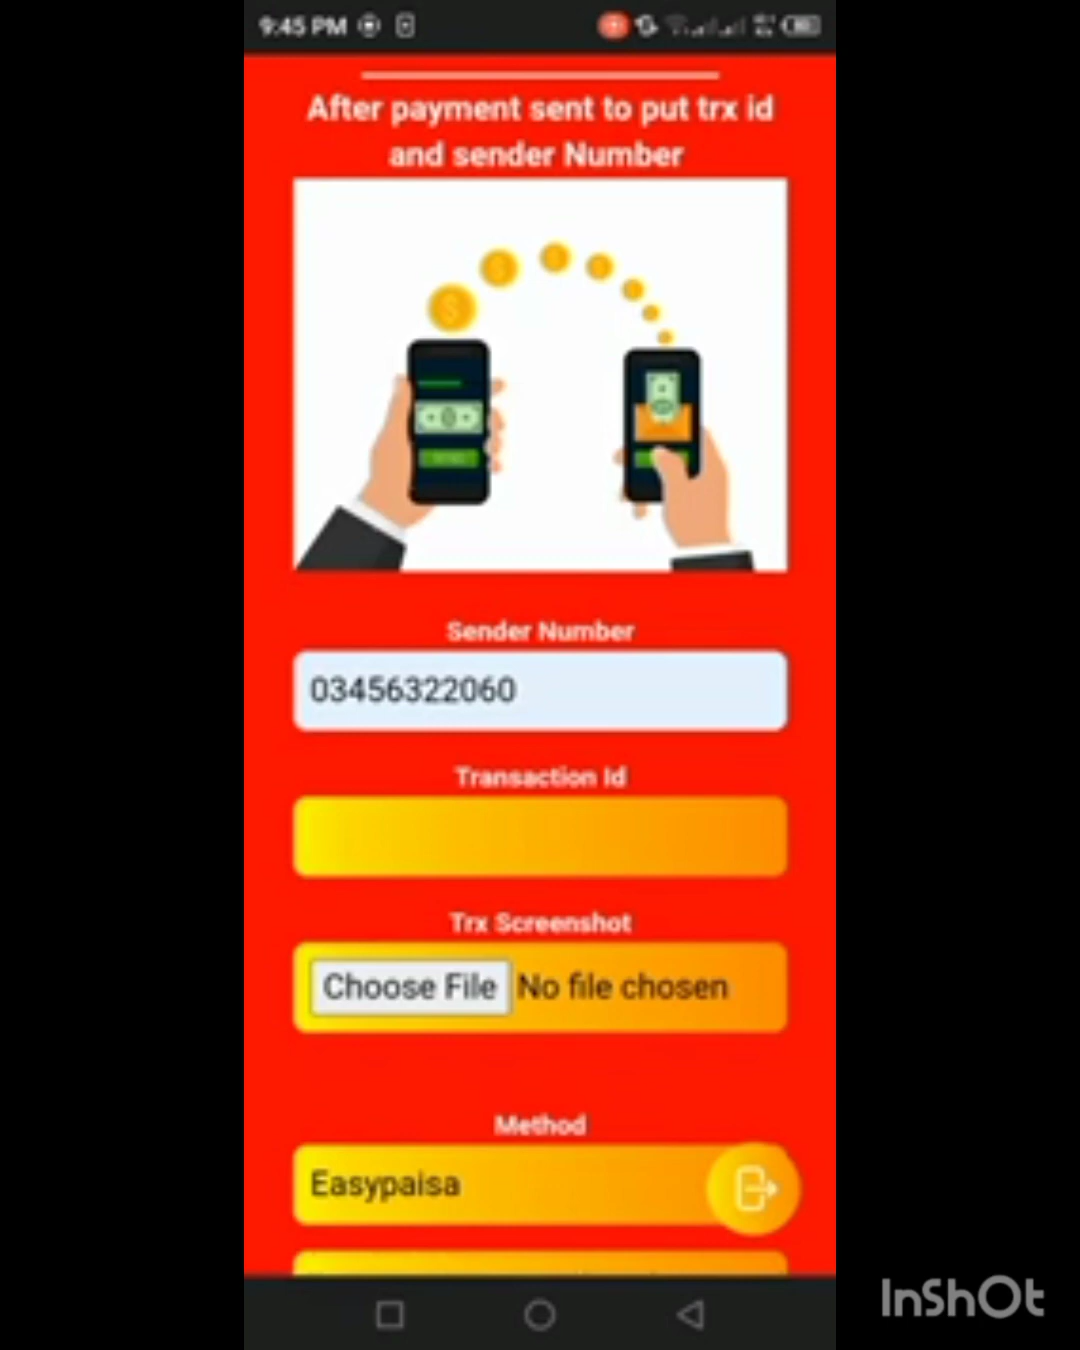 9:45 PM
After payment sent to put trx id
and sender Number
Sender Number
03456322060
Transaction Id
Trx Screenshot
Choose File No file chosen
Method
Easypaisa
InShOt